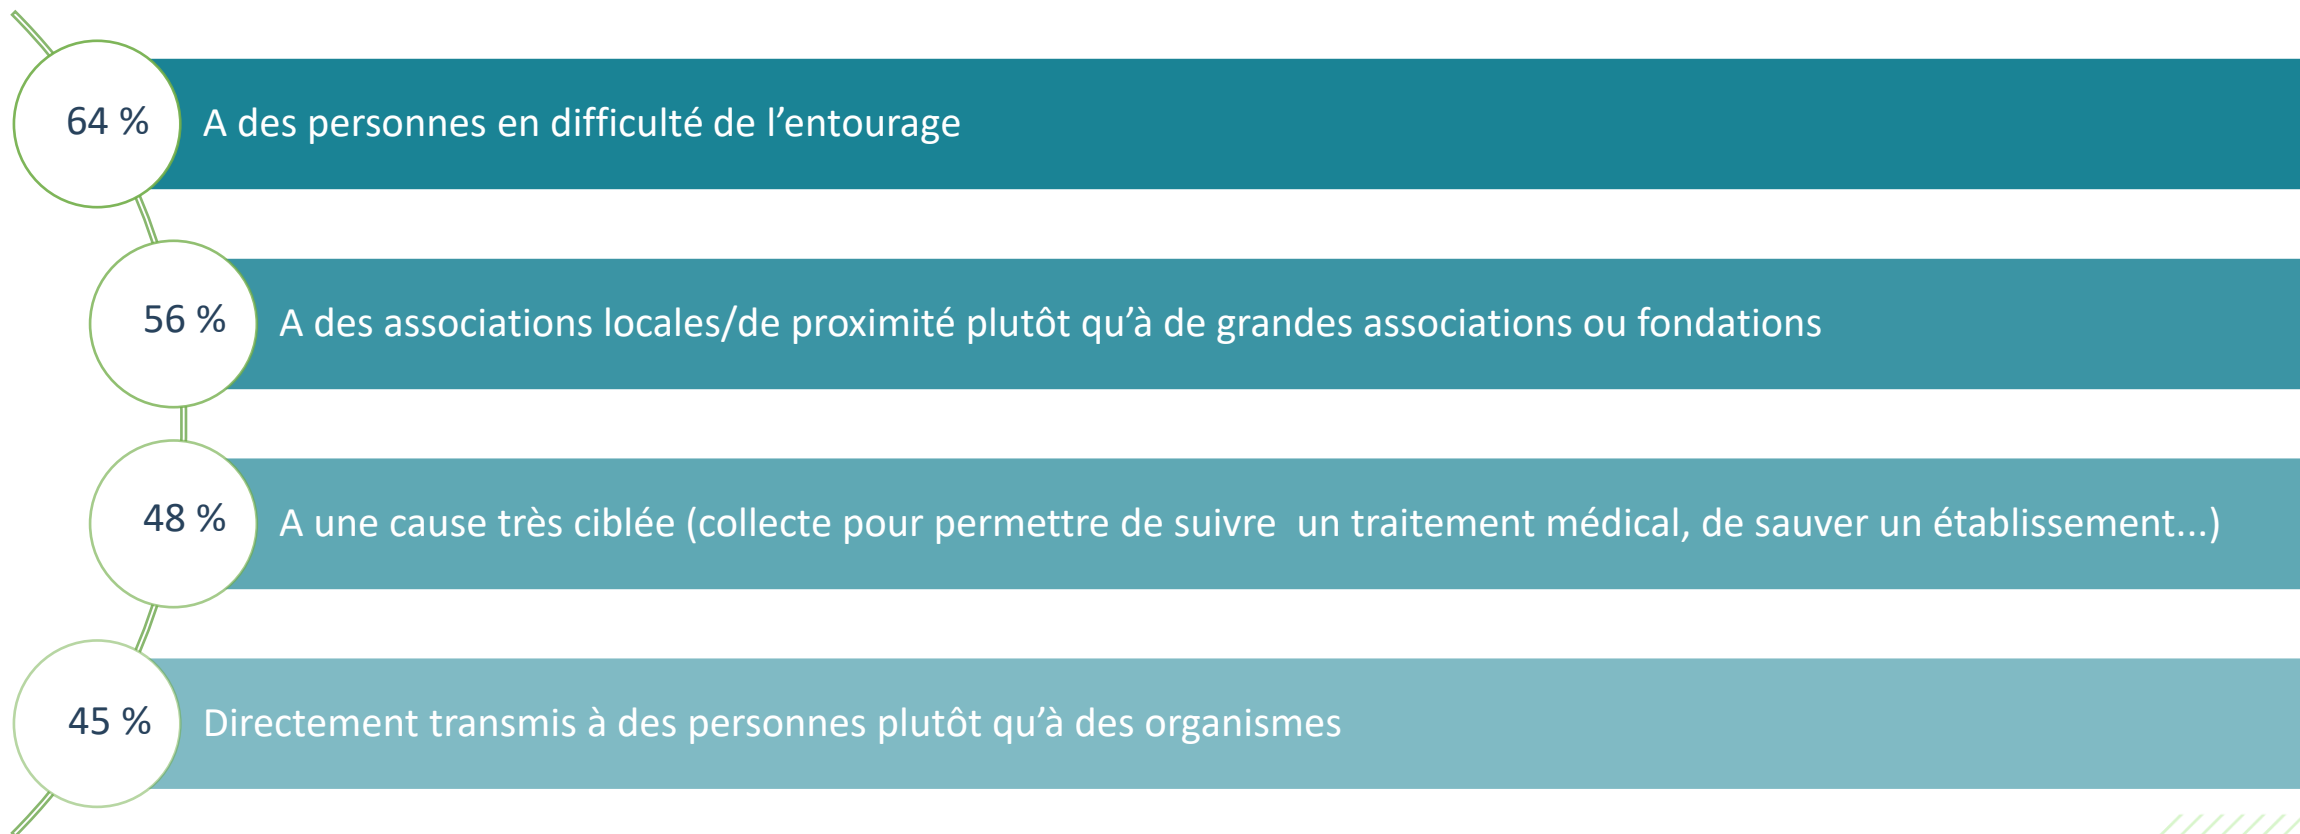 64 %
A des personnes en difficulté de l’entourage
56 %
A des associations locales/de proximité plutôt qu’à de grandes associations ou fondations
48 %
A une cause très ciblée (collecte pour permettre de suivre  un traitement médical, de sauver un établissement...)
45 %
Directement transmis à des personnes plutôt qu’à des organismes